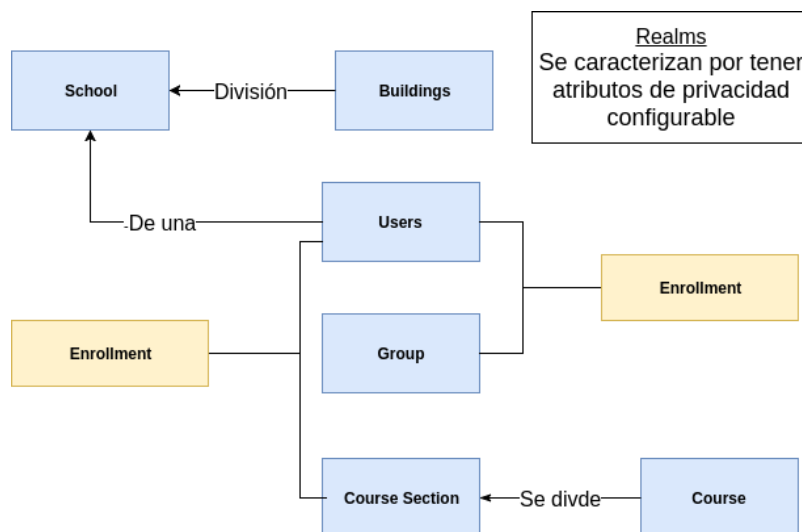 Realms
Se caracterizan por tener
atributos de privacidad
configurable
School
División
Buildings
-De una
Users
Enrollment
Enrollment
Group
Course Section
Se divde
Course